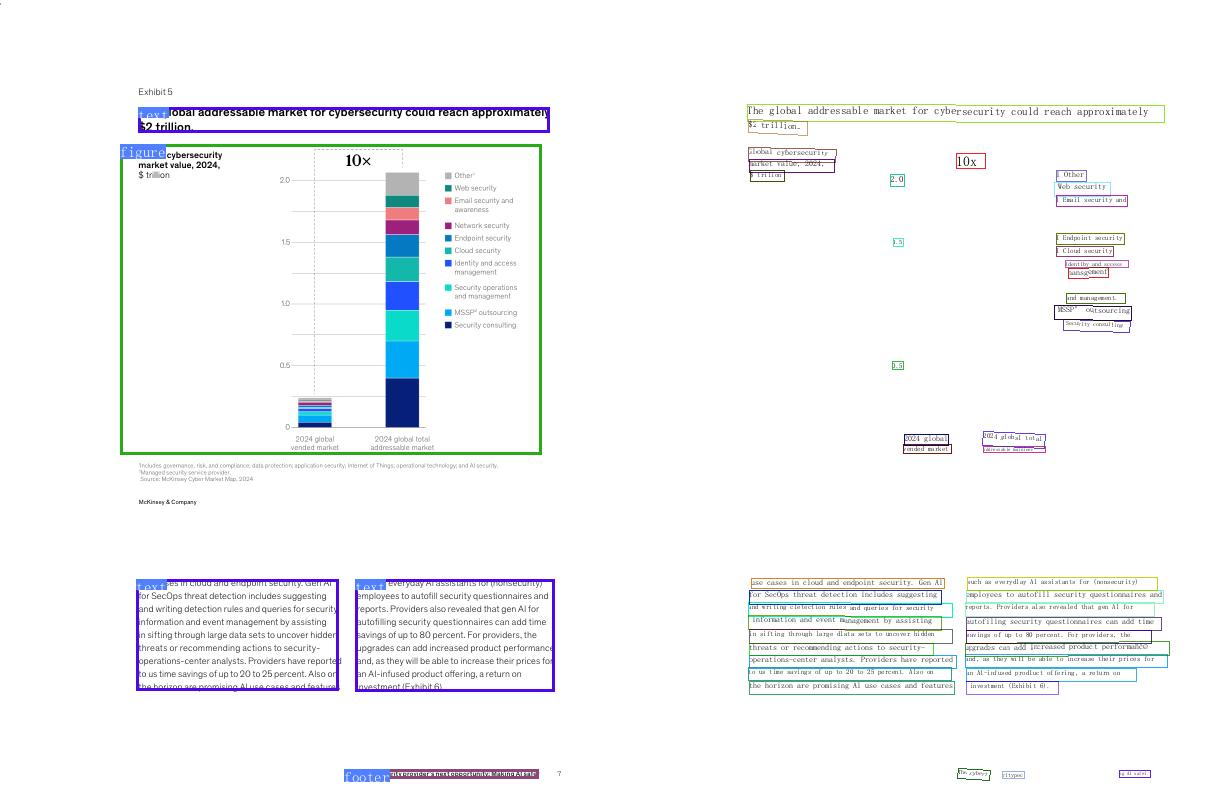 Exhibit 5
text lobal addressable market for cybersecurity could reach approximately
$2 trillion.
figure cybersecurity
market value, 2024,
$ trillion
10×
2.0
1.5
1.0
0.5
0
Other¹
Web security
Email security and
awareness
Network security
Endpoint security
Cloud security
Identity and access
management
Security operations
and management
MSSP² outsourcing
Security consulting
2024 global
vended market
2024 global total
addressable market
¹Includes governance, risk, and compliance; data protection; application security; Internet of Things; operational technology; and AI security.
²Managed security service provider.
Source: McKinsey Cyber Market Map, 2024
McKinsey & Company
text es in cloud and endpoint security. Gen AI
for SecOps threat detection includes suggesting
and writing detection rules and queries for security
information and event management by assisting
in sifting through large data sets to uncover hidden
threats or recommending actions to security-
operations-center analysts. Providers have reported
to us time savings of up to 20 to 25 percent. Also on
the horizon are promising AI use cases and features
text everyday AI assistants for (nonsecurity)
employees to autofill security questionnaires and
reports. Providers also revealed that gen AI for
autofilling security questionnaires can add time
savings of up to 80 percent. For providers, the
upgrades can add increased product performance
and, as they will be able to increase their prices for
an AI-infused product offering, a return on
investment (Exhibit 6).
footer ity provider's next opportunity: Making AI safe
7
The global addressable market for cybersecurity could reach approximately
$2 trillion.
Global cybersecurity
market value, 2024,
$ trillion
10x
2.0
1.5
0.5
I Other
Web security
I Email security and
I Endpoint security
I Cloud security
Identity and access
management
and management
MSSP² outsourcing
Security consulting
2024 global
vended market
2024 global total
addressable
use cases in cloud and endpoint security. Gen AI
for SecOps threat detection includes suggesting
and writing detection rules and queries for security
information and event management by assisting
in sifting through large data sets to uncover hidden
threats or recommending actions to security-
operations-center analysts. Providers have reported
to us time savings of up to 20 to 25 percent. Also on
the horizon are promising AI use cases and features
such as everydlay AI assistants for (nonsecurity)
employees to autofill security questionnaires and
reports. Providers also revealed that gen AI for
autofilling security questionnaires can add time
savings of up to 80 percent. For providers, the
upgrades can add increased product performance
and, as they will be able to increase their prices for
an AI-infused prodluct offering, a return on
investment (Exhibit 6).
The cyber